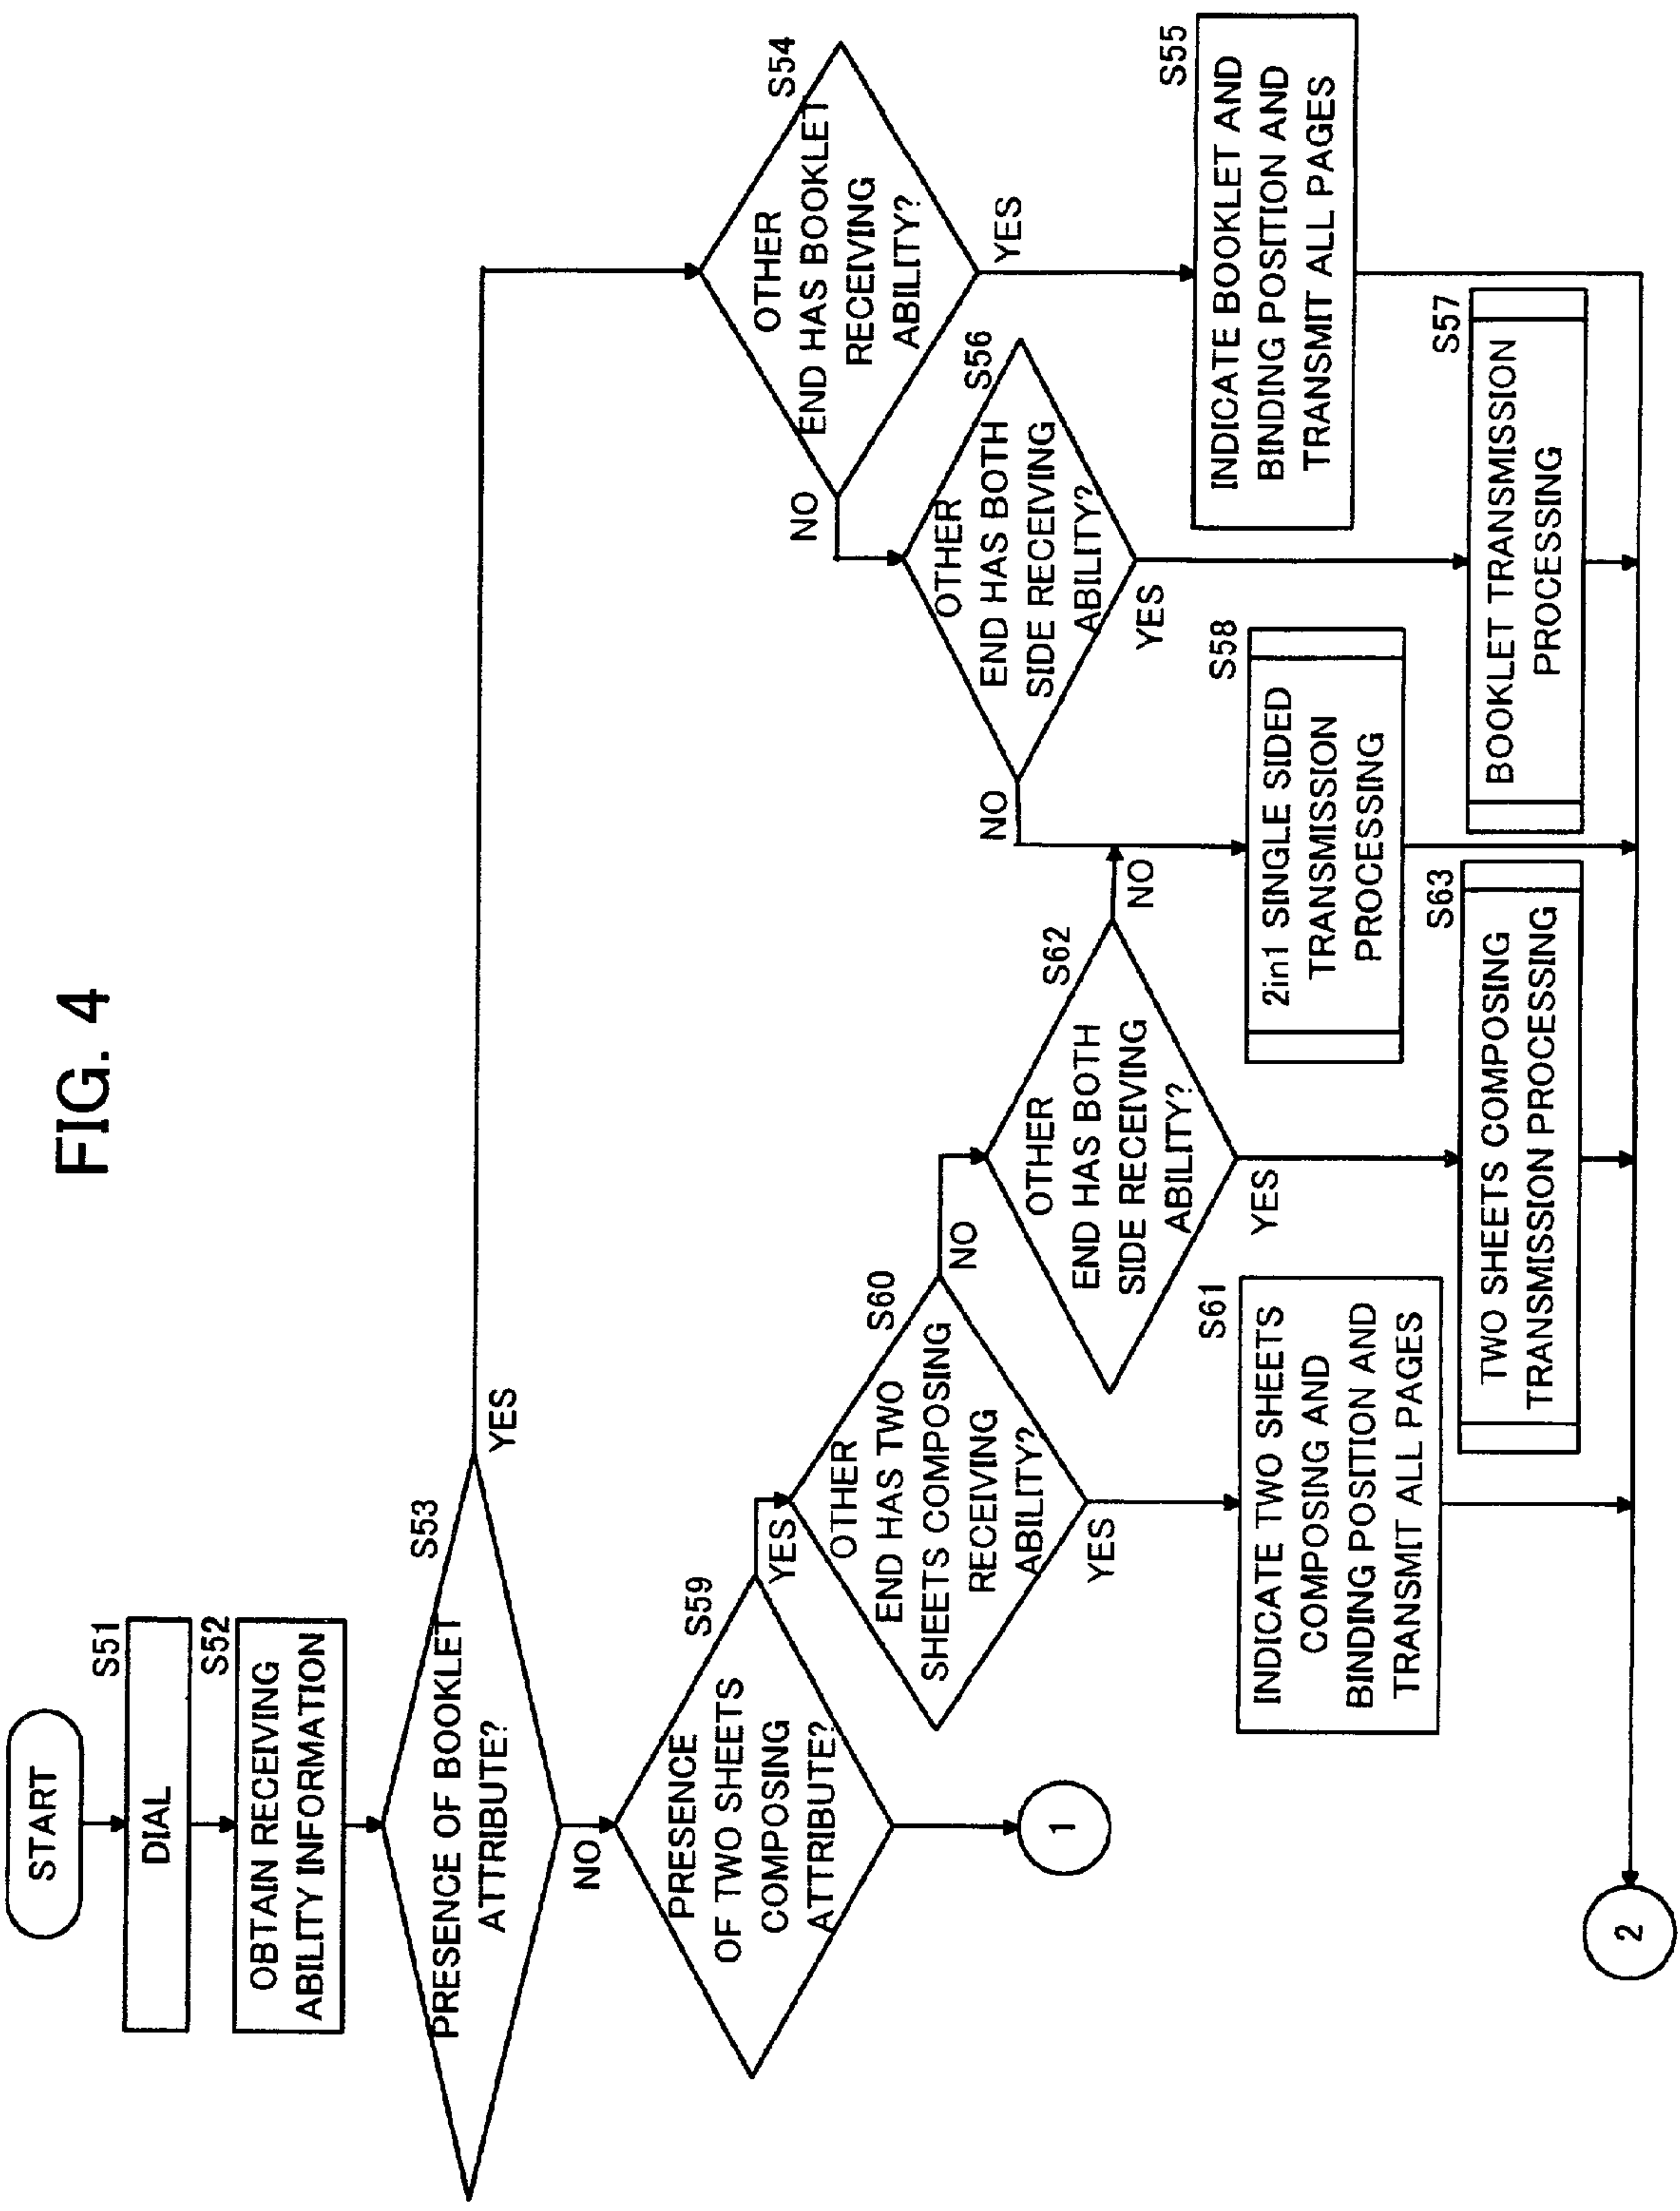 FIG. 4
START
S51
DIAL
S52
OBTAIN RECEIVING
ABILITY INFORMATION
S53
PRESENCE OF BOOKLET
ATTRIBUTE?
YES
NO
S54
OTHER
END HAS BOOKLET
RECEIVING
ABILITY?
YES
NO
S55
INDICATE BOOKLET AND
BINDING POSITION AND
TRANSMIT ALL PAGES
S56
OTHER
END HAS BOTH
SIDE RECEIVING
ABILITY?
YES
NO
S57
BOOKLET TRANSMISSION
PROCESSING
S58
2in1 SINGLE SIDED
TRANSMISSION
PROCESSING
S59
PRESENCE
OF TWO SHEETS
COMPOSING
ATTRIBUTE?
YES
S60
OTHER
END HAS TWO
SHEETS COMPOSING
RECEIVING
ABILITY?
YES
NO
S61
INDICATE TWO SHEETS
COMPOSING AND
BINDING POSITION AND
TRANSMIT ALL PAGES
S62
OTHER
END HAS BOTH
SIDE RECEIVING
ABILITY?
YES
NO
S63
TWO SHEETS COMPOSING
TRANSMISSION PROCESSING
1
2